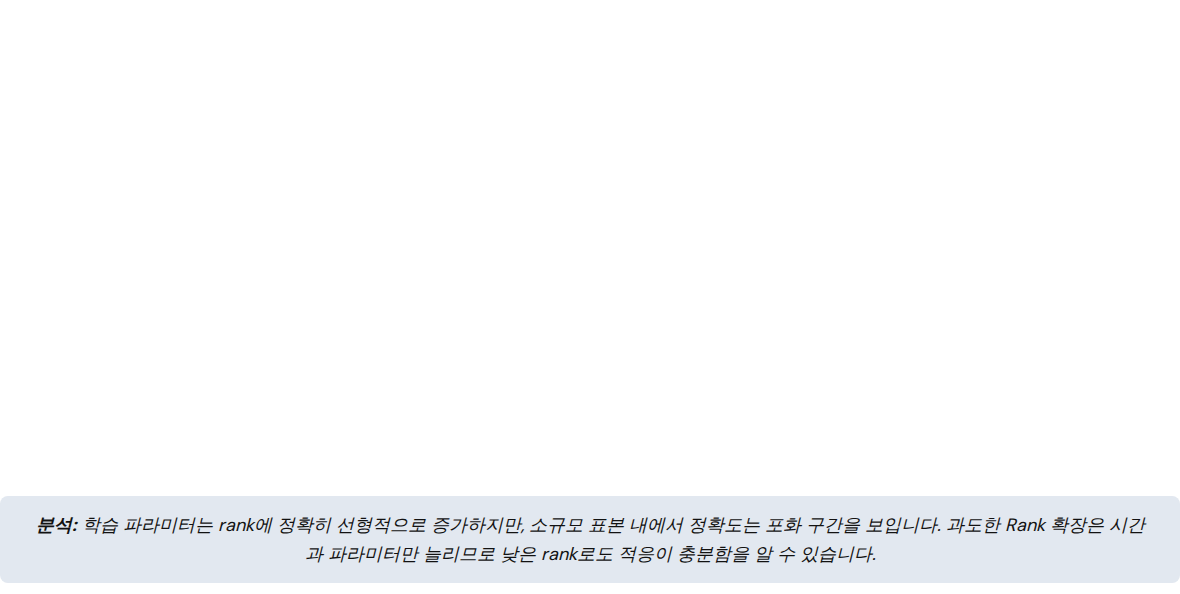 분석: 학습 파라미터는 rank에 정확히 선형적으로 증가하지만, 소규모 표본 내에서 정확도는 포화 구간을 보입니다. 과도한 Rank 확장은 시간
과 파라미터만 늘리므로 낮은 rank로도 적응이 충분함을 알 수 있습니다.